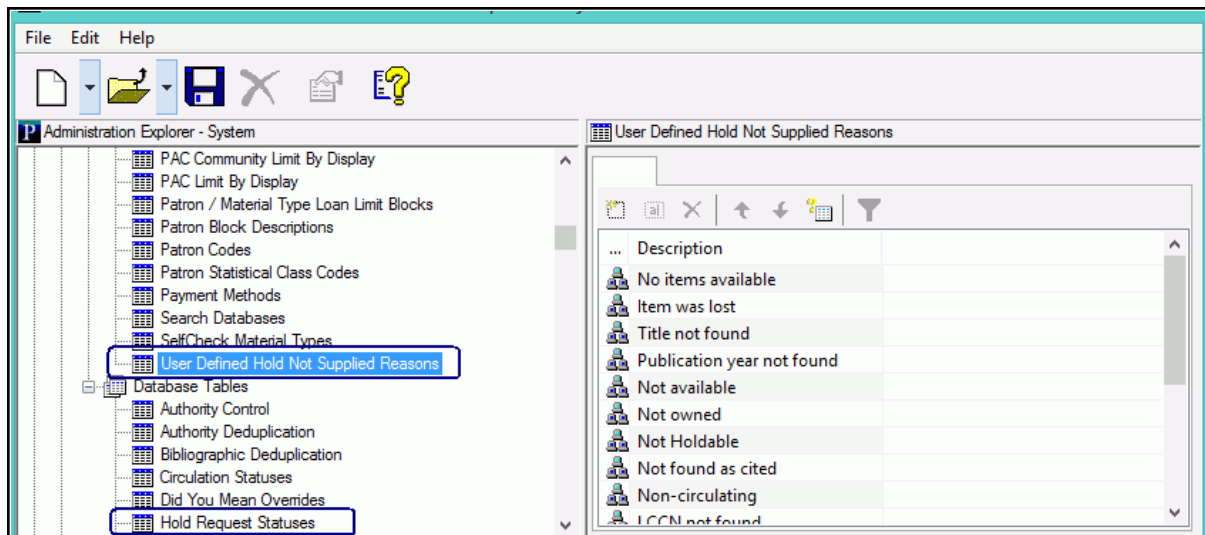 File Edit Help
Administration Explorer - System
PAC Community Limit By Display
PAC Limit By Display
Patron / Material Type Loan Limit Blocks
Patron Block Descriptions
Patron Codes
Patron Statistical Class Codes
Payment Methods
Search Databases
SelfCheck Material Types
User Defined Hold Not Supplied Reasons
Database Tables
Authority Control
Authority Deduplication
Bibliographic Deduplication
Circulation Statuses
Did You Mean Overrides
Hold Request Statuses
User Defined Hold Not Supplied Reasons
... Description
No items available
Item was lost
Title not found
Publication year not found
Not available
Not owned
Not Holdable
Not found as cited
Non-circulating
LCCN not found